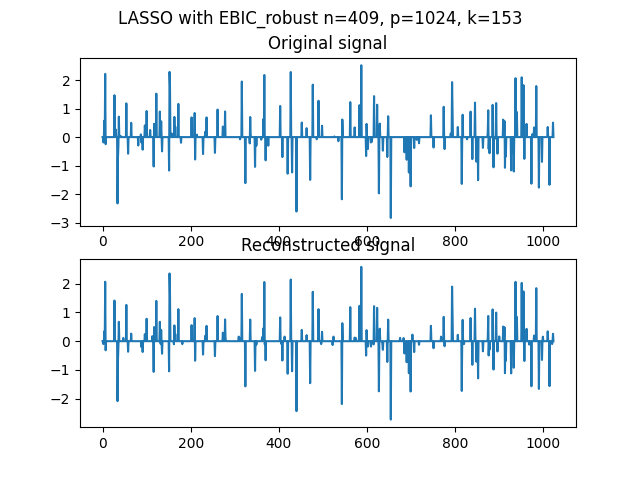 LASSO with EBIC_robust n=409, p=1024, k=153
Original signal
2
1
0
−1
−2
−3
0 200 400 600 800 1000
Reconstructed signal
2
1
0
−1
−2
0 200 400 600 800 1000